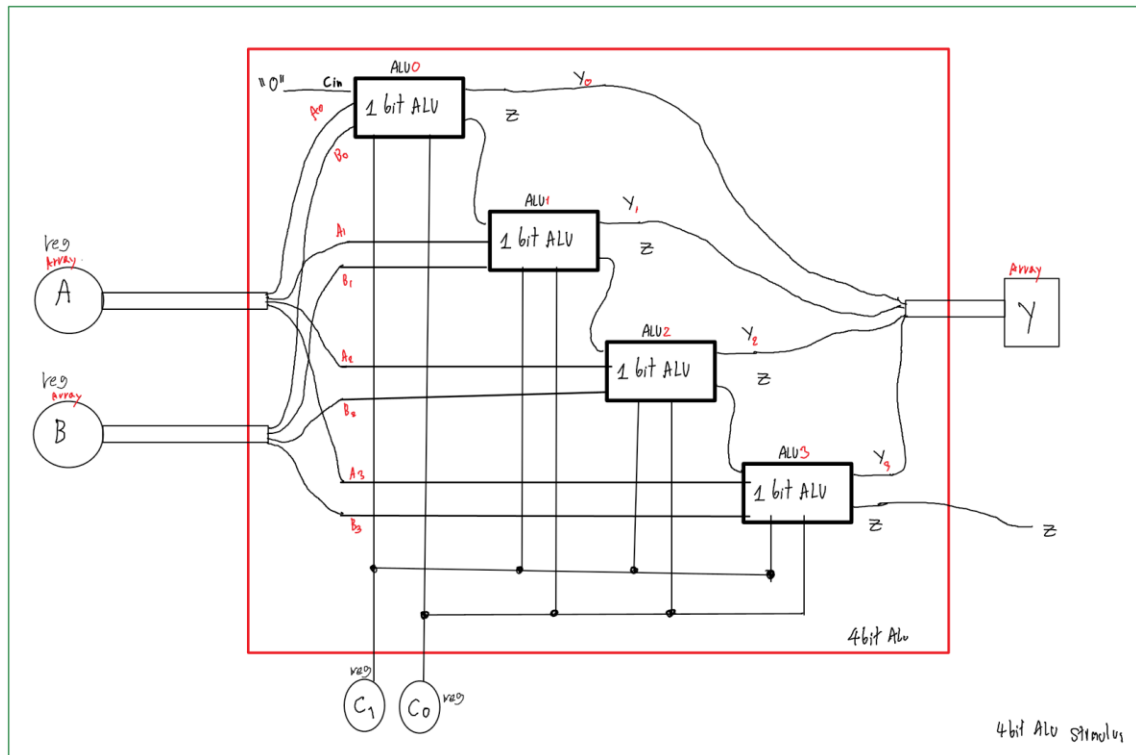 ALU0
"0" Cin
1 bit ALU
Y0
Z
A0
B0
ALU1
1 bit ALU
Y1
Z
A1
B1
reg
Array
A
Array
Y
ALU2
1 bit ALU
Y2
Z
A2
B2
reg
Array
B
ALU3
1 bit ALU
Y3
Z
Z
A3
B3
4bit Alu
reg
C1
C0
reg
4bit Alu stimulus